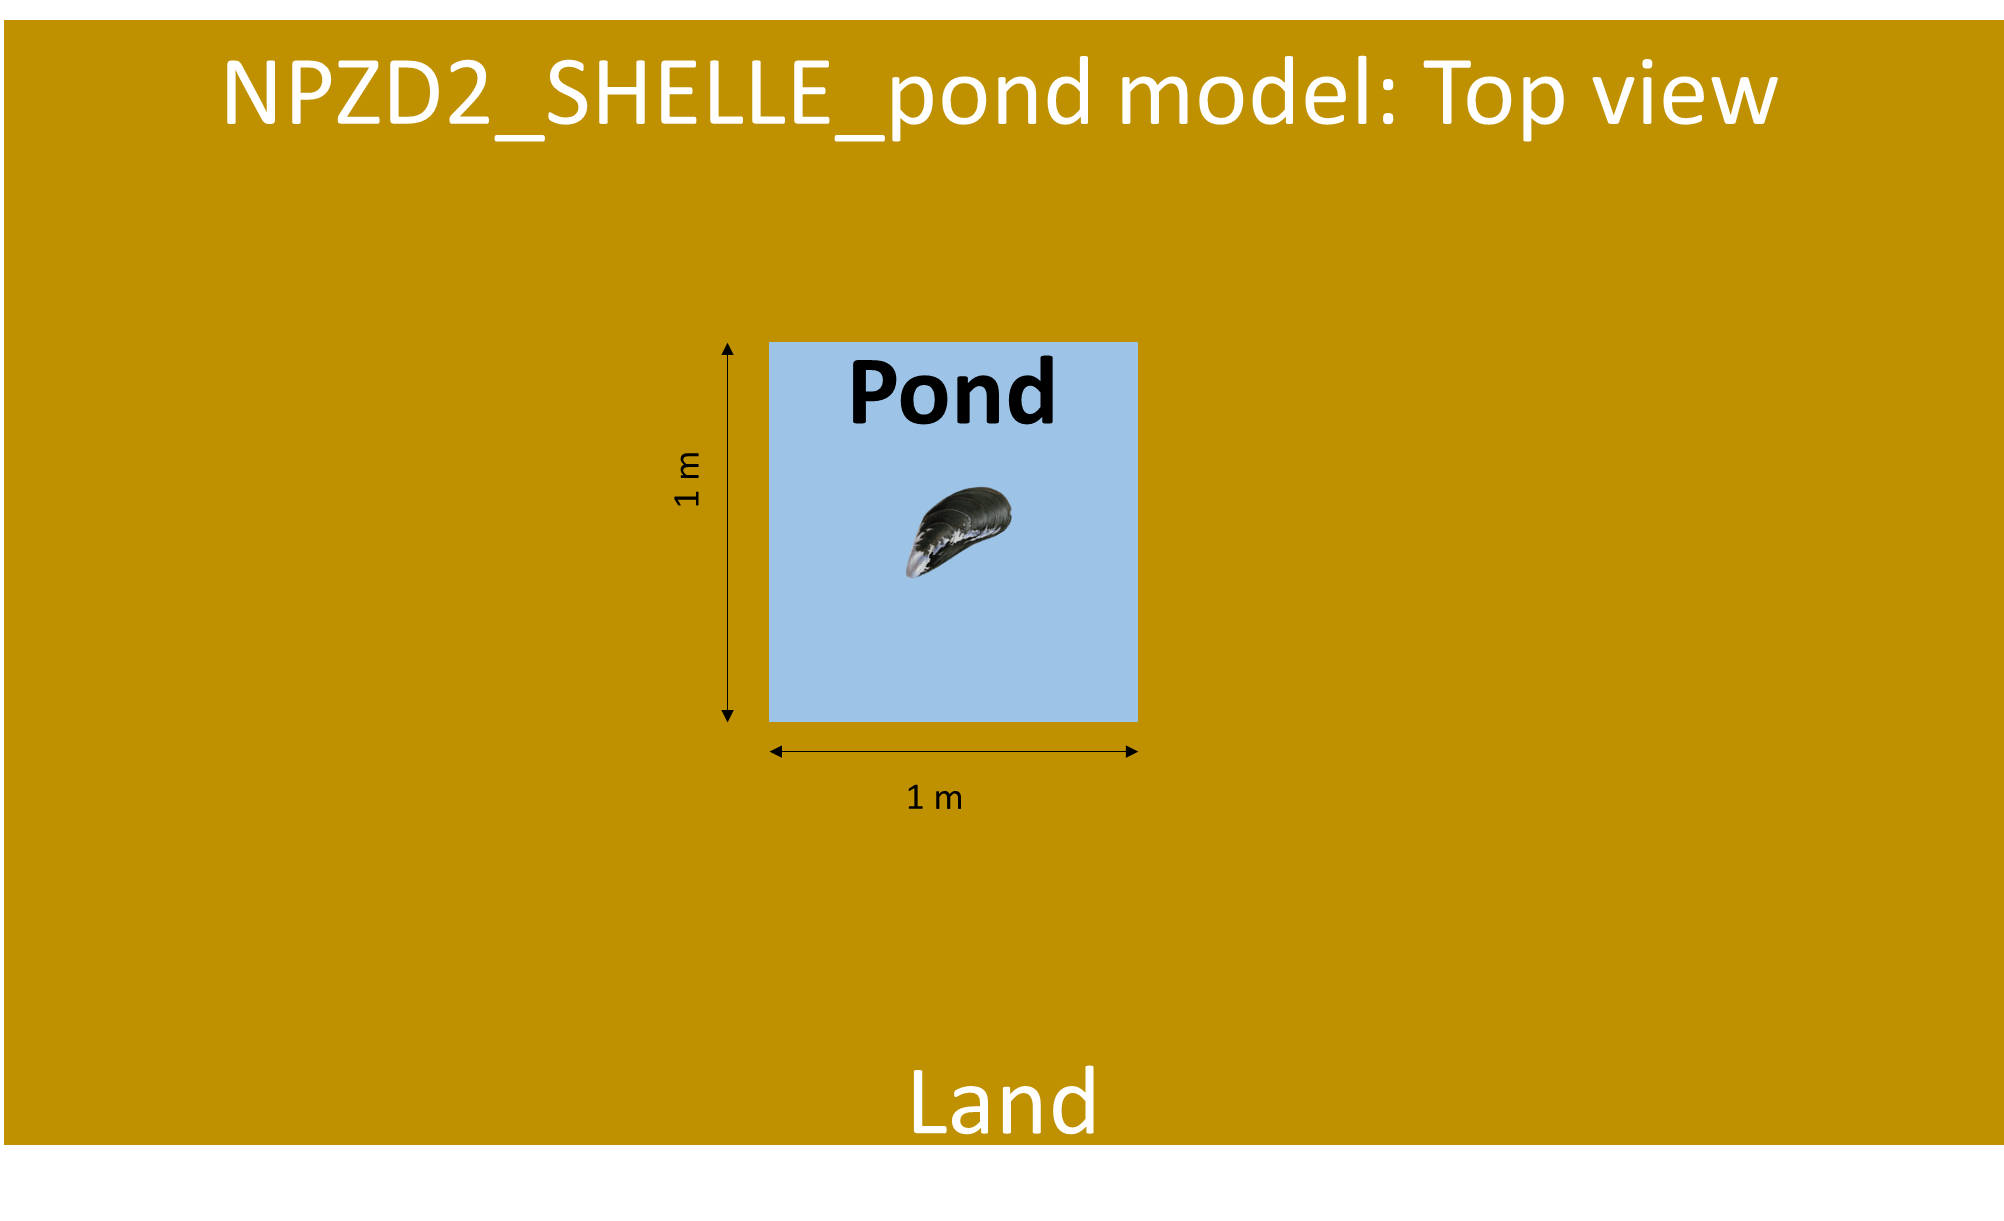 NPZD2_SHELLE_pond model: Top view
Pond
1 m
1 m
Land